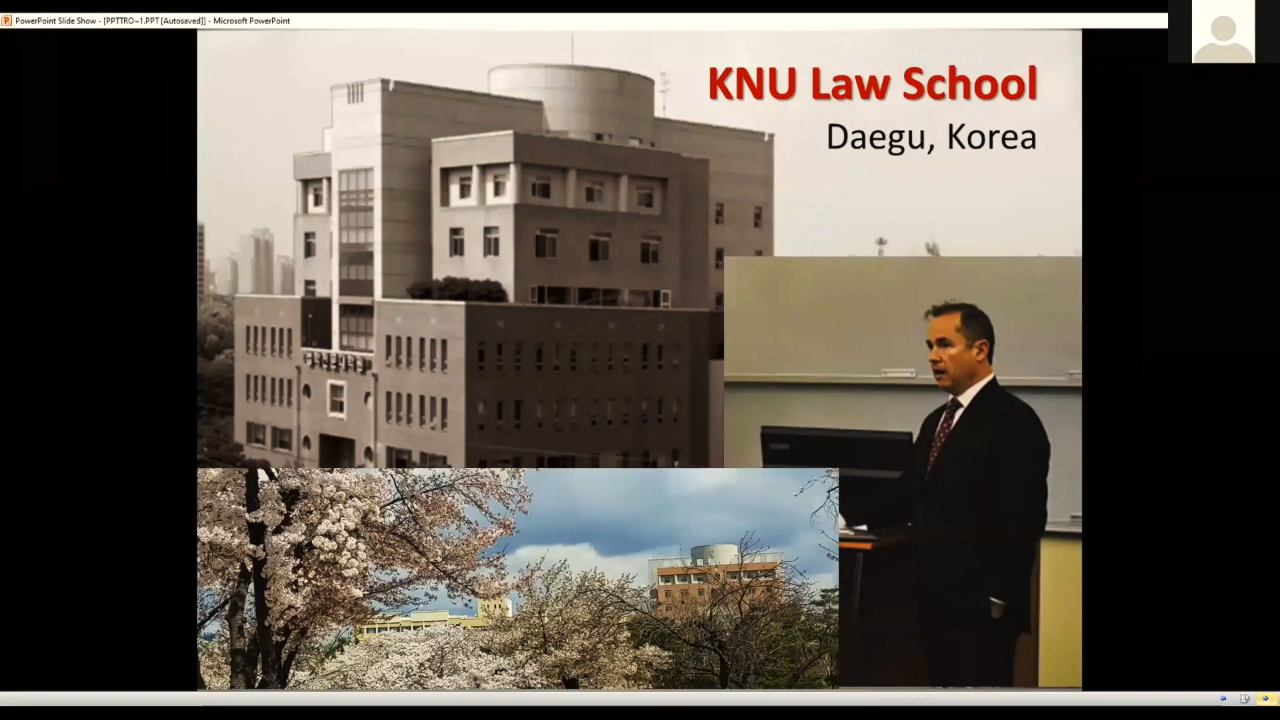 PowerPoint Slide Show - [PPTTRO~1.PPT [Autosaved]] - Microsoft PowerPoint
KNU Law School
Daegu, Korea